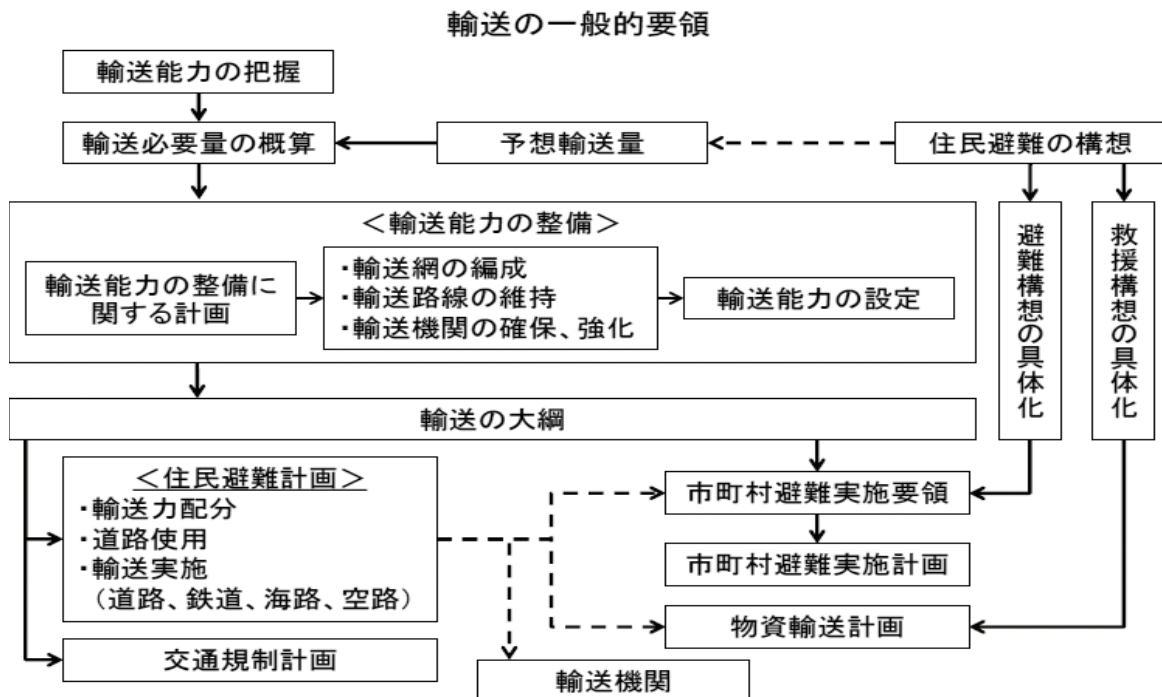 輸送の一般的要領
輸送能力の把握
輸送必要量の概算
予想輸送量
住民避難の構想
＜輸送能力の整備＞
輸送能力の整備に
関する計画
・輸送網の編成
・輸送路線の維持
・輸送機関の確保、強化
輸送能力の設定
避難構想の具体化
救援構想の具体化
輸送の大綱
＜住民避難計画＞
・輸送力配分
・道路使用
・輸送実施
（道路、鉄道、海路、空路）
市町村避難実施要領
市町村避難実施計画
物資輸送計画
交通規制計画
輸送機関